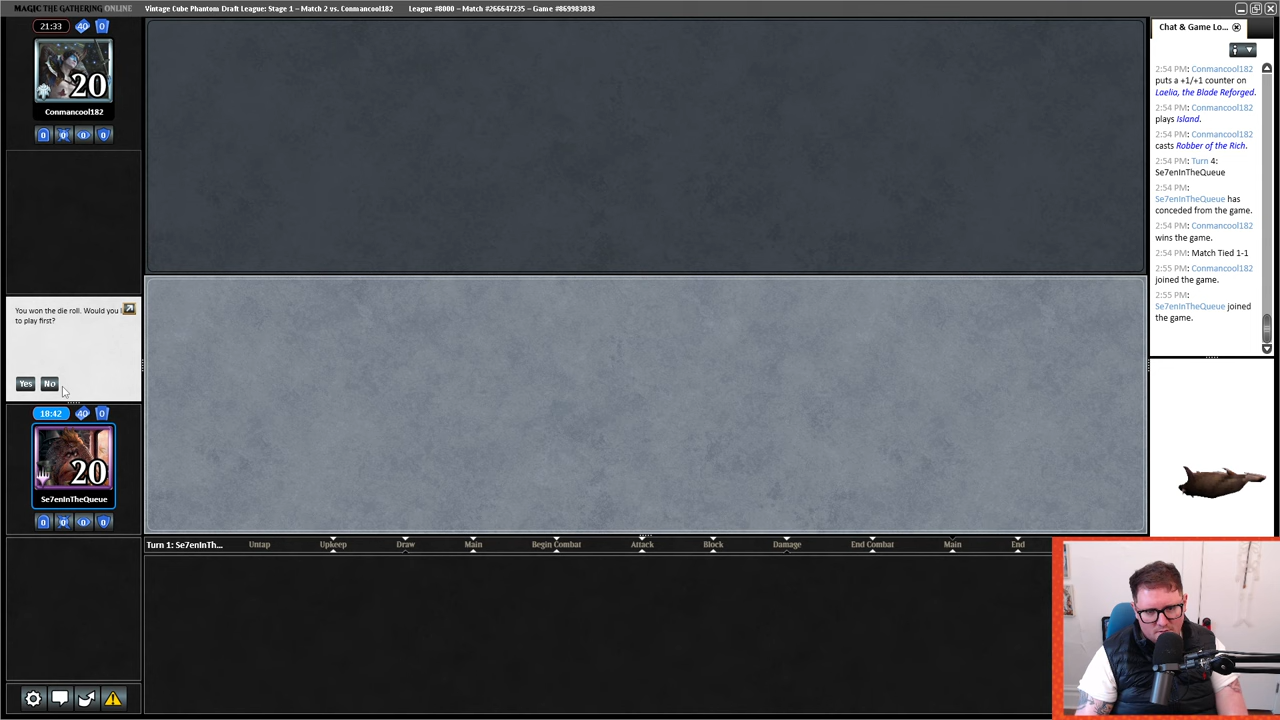 MAGIC THE GATHERING ONLINE
Vintage Cube Phantom Draft League: Stage 1 – Match 2 vs. Conmancool182
League #8000 – Match #266647235 – Game #869983038
21:33 40 0
20
Conmancool182
0 0 0 0
You won the die roll. Would you
to play first?
Yes No
18:42 40 0
20
Se7enInTheQueue
0 0 0 0
Turn 1: Se7enInTh... Untap Upkeep Draw Main Begin Combat Attack Block Damage End Combat Main End
Chat & Game Lo...
2:54 PM: Conmancool182
puts a +1/+1 counter on
Laelia, the Blade Reforged.
2:54 PM: Conmancool182
plays Island.
2:54 PM: Conmancool182
casts Robber of the Rich.
2:54 PM: Turn 4:
Se7enInTheQueue
2:54 PM:
Se7enInTheQueue has
conceded from the game.
2:54 PM: Conmancool182
wins the game.
2:54 PM: Match Tied 1-1
2:55 PM: Conmancool182
joined the game.
2:55 PM:
Se7enInTheQueue joined
the game.